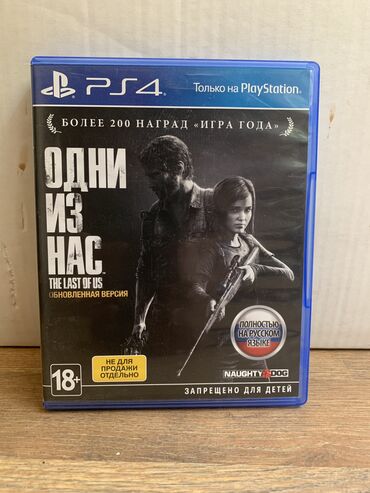 PS4
Только на PlayStation
БОЛЕЕ 200 НАГРАД «ИГРА ГОДА»
ОДНИ
ИЗ
НАС
THE LAST OF US
ОБНОВЛЕННАЯ ВЕРСИЯ
ПОЛНОСТЬЮ
НА РУССКОМ
ЯЗЫКЕ
НЕ ДЛЯ
ПРОДАЖИ
ОТДЕЛЬНО
18+
NAUGHTY DOG
ЗАПРЕЩЕНО ДЛЯ ДЕТЕЙ